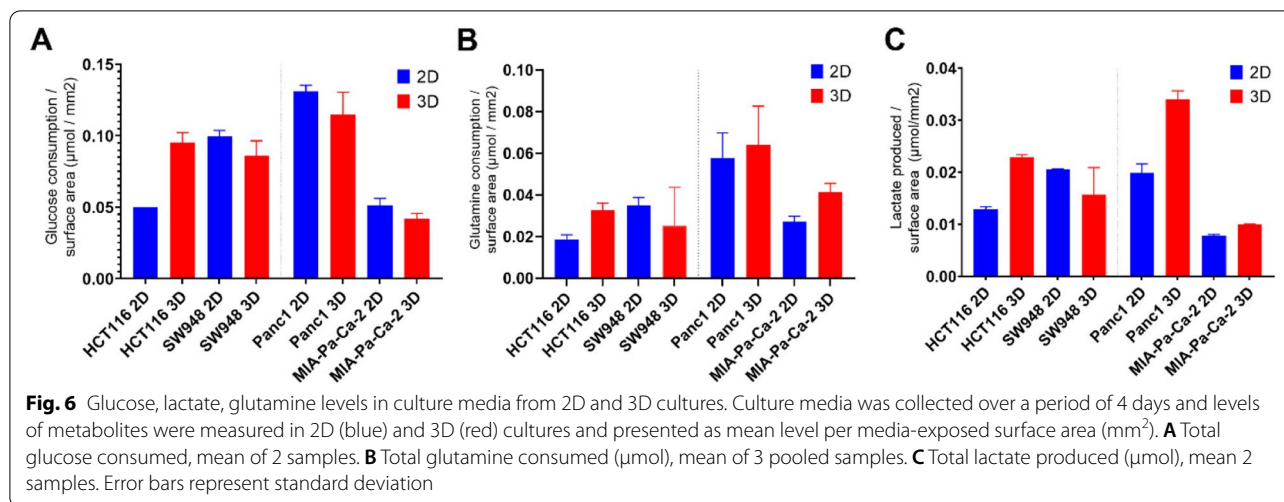 A
Glucose consumption /
surface area (μmol / mm2)
0.15
0.10
0.05
0.00
2D
3D
HCT116 2D
HCT116 3D
SW948 2D
SW948 3D
Panc1 2D
Panc1 3D
MIA-Pa-Ca-2 2D
MIA-Pa-Ca-2 3D
B
Glutamine consumption /
surface area (μmol / mm2)
0.10
0.08
0.06
0.04
0.02
0.00
2D
3D
HCT116 2D
HCT116 3D
SW948 2D
SW948 3D
Panc1 2D
Panc1 3D
MIA-Pa-Ca-2 2D
MIA-Pa-Ca-2 3D
C
Lactate produced /
surface area (μmol/mm2)
0.04
0.03
0.02
0.01
0.00
2D
3D
HCT116 2D
HCT116 3D
SW948 2D
SW948 3D
Panc1 2D
Panc1 3D
MIA-Pa-Ca-2 2D
MIA-Pa-Ca-2 3D
Fig. 6 Glucose, lactate, glutamine levels in culture media from 2D and 3D cultures. Culture media was collected over a period of 4 days and levels
of metabolites were measured in 2D (blue) and 3D (red) cultures and presented as mean level per media-exposed surface area (mm²). A Total
glucose consumed, mean of 2 samples. B Total glutamine consumed (μmol), mean of 3 pooled samples. C Total lactate produced (μmol), mean 2
samples. Error bars represent standard deviation